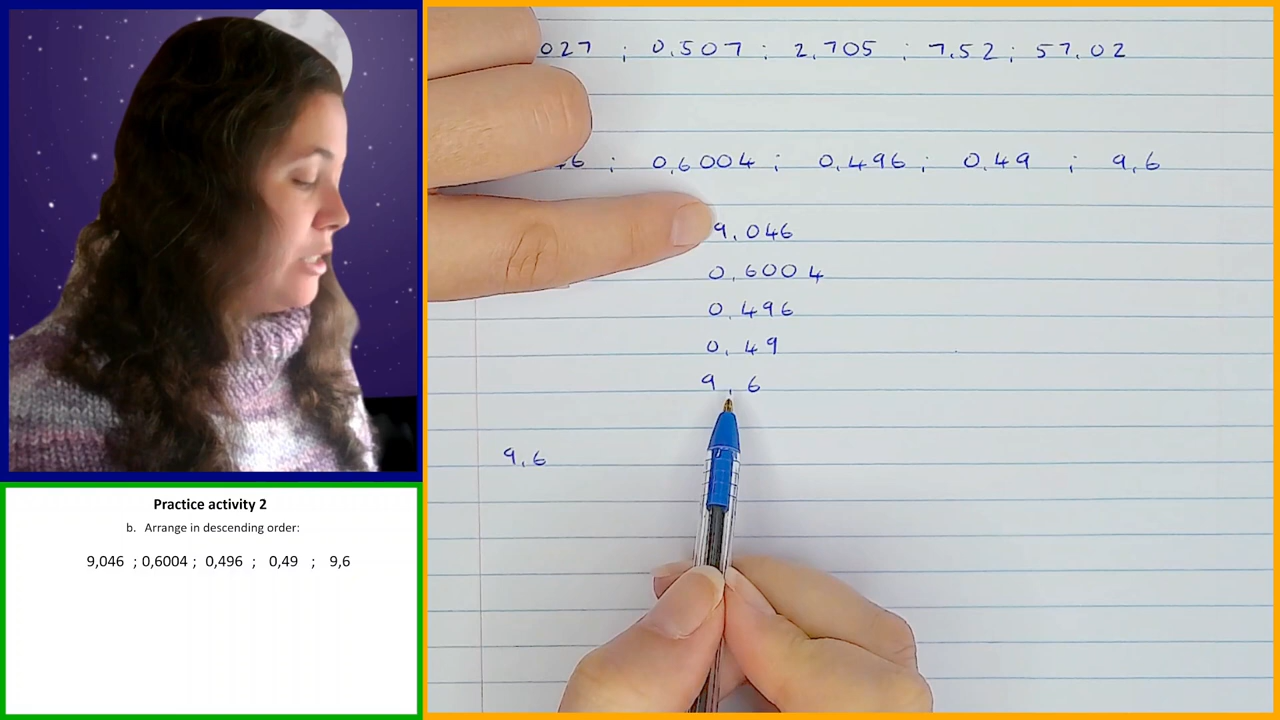 027 ; 0,507 ; 2,705 ; 7,52 ; 57,02
,6 ; 0,6004 ; 0,496 ; 0,49 ; 9,6
9,046
0,6004
0,496
0,49
9,6
9,6
Practice activity 2
b. Arrange in descending order:
9,046 ; 0,6004 ; 0,496 ; 0,49 ; 9,6